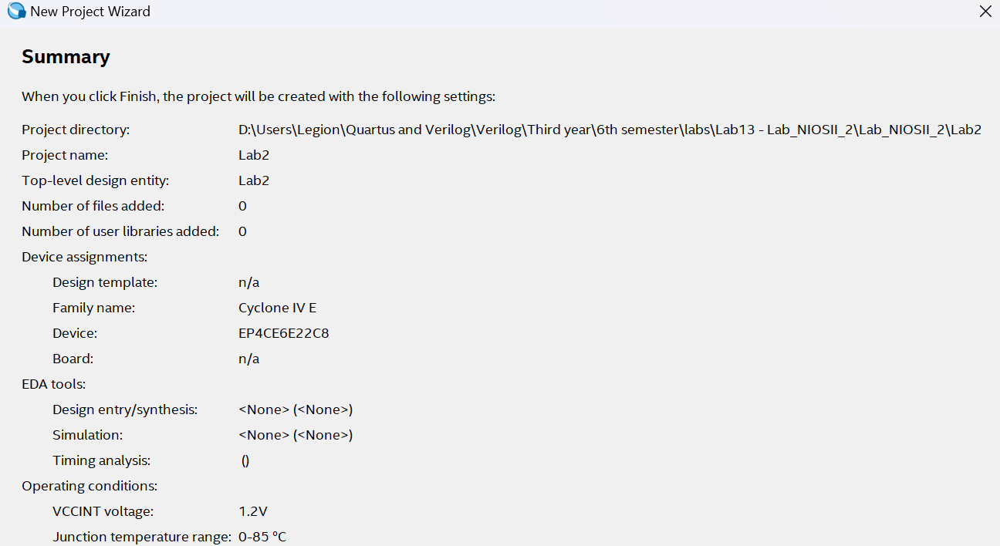 New Project Wizard
Summary
When you click Finish, the project will be created with the following settings:
Project directory: D:\Users\Legion\Quartus and Verilog\Verilog\Third year\6th semester\labs\Lab13 - Lab_NIOSII_2\Lab_NIOSII_2\Lab2
Project name: Lab2
Top-level design entity: Lab2
Number of files added: 0
Number of user libraries added: 0
Device assignments:
Design template: n/a
Family name: Cyclone IV E
Device: EP4CE6E22C8
Board: n/a
EDA tools:
Design entry/synthesis: <None> (<None>)
Simulation: <None> (<None>)
Timing analysis: ()
Operating conditions:
VCCINT voltage: 1.2V
Junction temperature range: 0-85 ºC